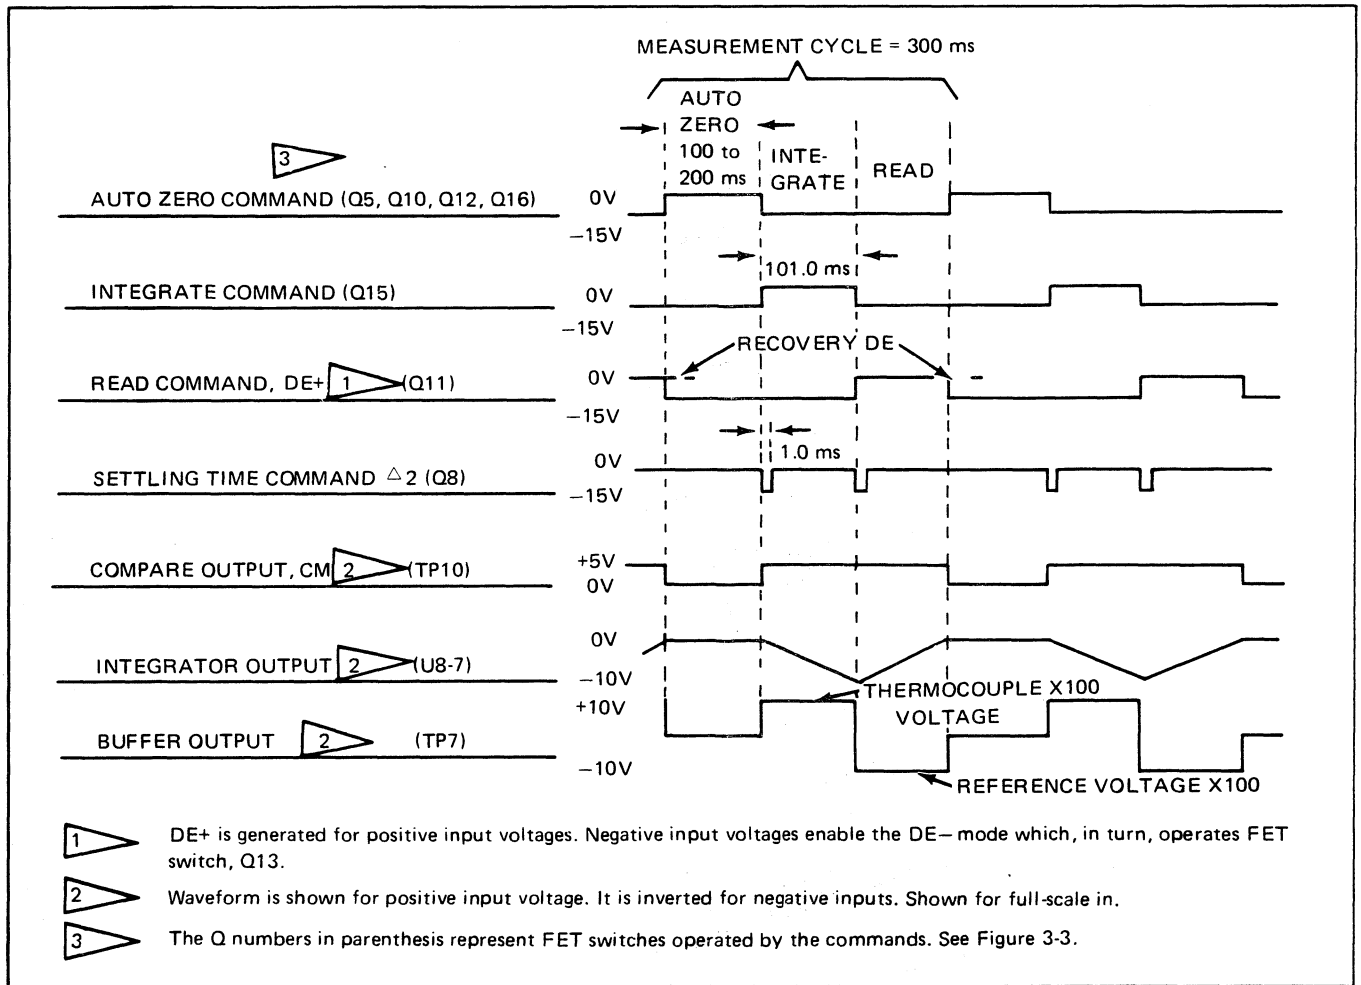 MEASUREMENT CYCLE = 300 ms
AUTO
ZERO
100 to
200 ms
INTE-
GRATE
READ
3
AUTO ZERO COMMAND (Q5, Q10, Q12, Q16)
0V
−15V
101.0 ms
INTEGRATE COMMAND (Q15)
0V
−15V
RECOVERY DE
READ COMMAND, DE+ 1 (Q11)
0V
−15V
1.0 ms
SETTLING TIME COMMAND △2 (Q8)
0V
−15V
COMPARE OUTPUT, CM 2 (TP10)
+5V
0V
INTEGRATOR OUTPUT 2 (U8-7)
0V
−10V
THERMOCOUPLE X100
VOLTAGE
BUFFER OUTPUT 2 (TP7)
+10V
−10V
REFERENCE VOLTAGE X100
1 DE+ is generated for positive input voltages. Negative input voltages enable the DE− mode which, in turn, operates FET
switch, Q13.
2 Waveform is shown for positive input voltage. It is inverted for negative inputs. Shown for full-scale in.
3 The Q numbers in parenthesis represent FET switches operated by the commands. See Figure 3-3.